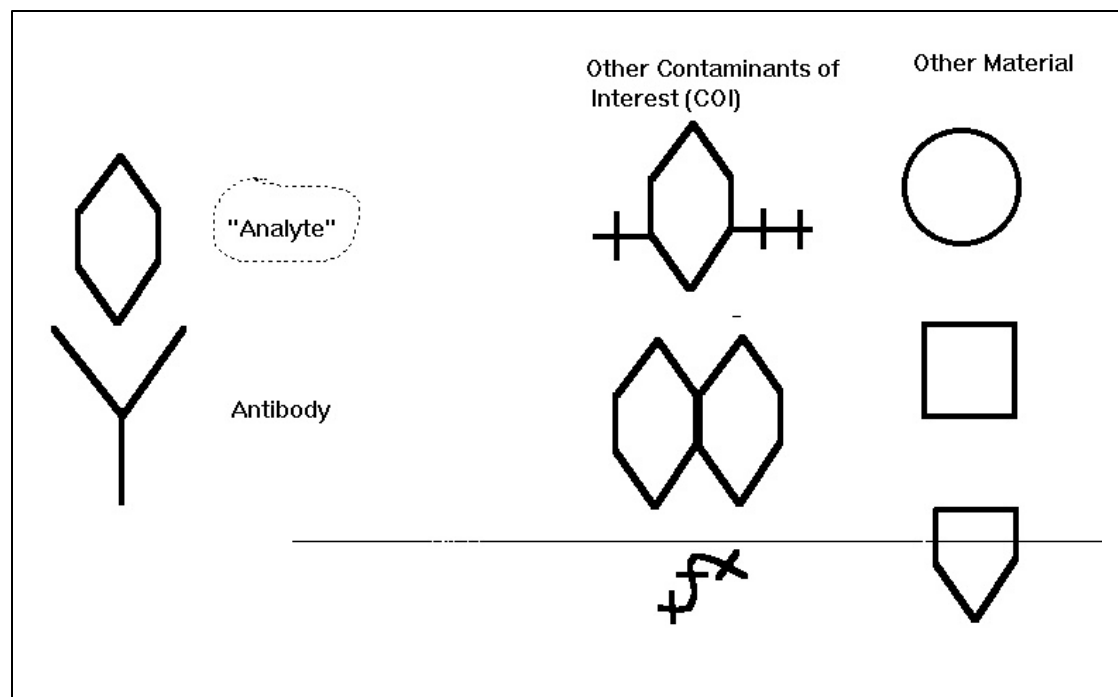 Other Contaminants of
Interest (COI)
Other Material
"Analyte"
Antibody